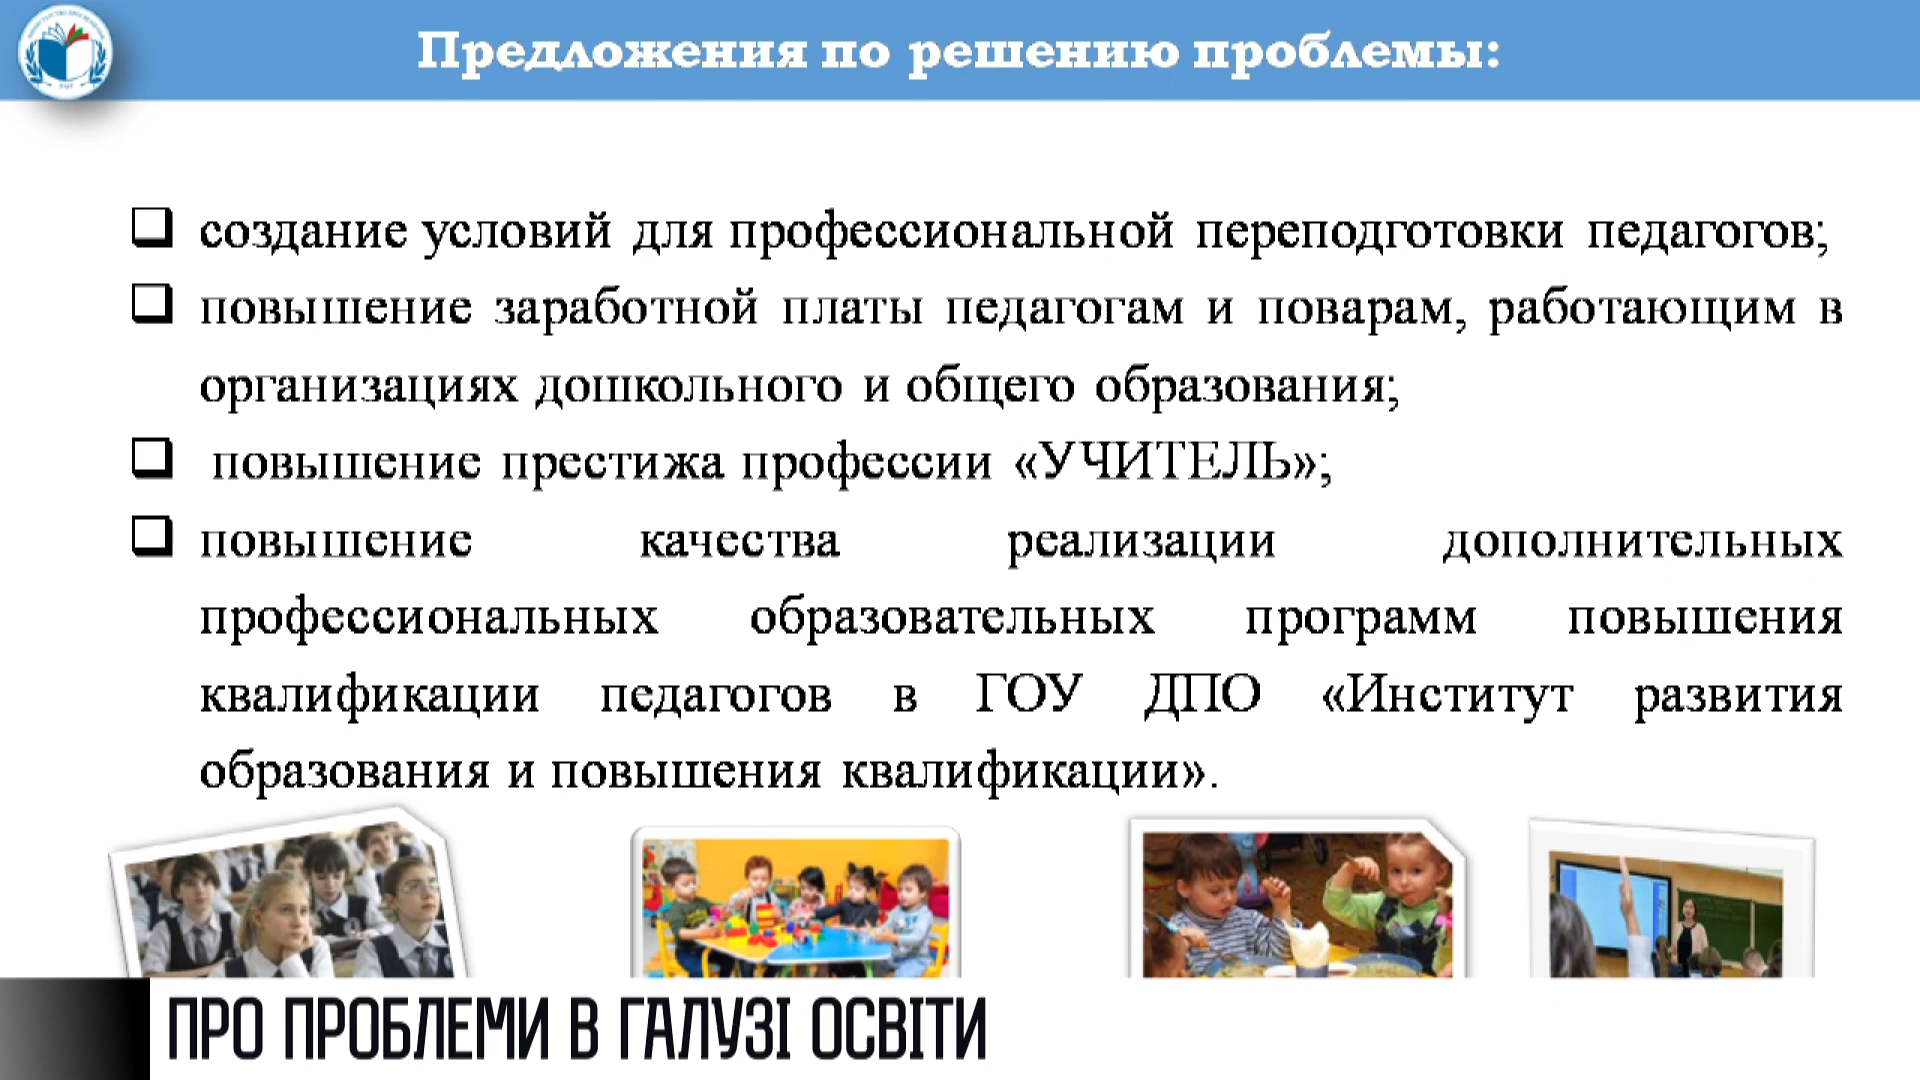 Предложения по решению проблемы:
создание условий для профессиональной переподготовки педагогов;
повышение заработной платы педагогам и поварам, работающим в
организациях дошкольного и общего образования;
повышение престижа профессии «УЧИТЕЛЬ»;
повышение качества реализации дополнительных
профессиональных образовательных программ повышения
квалификации педагогов в ГОУ ДПО «Институт развития
образования и повышения квалификации».
ПРО ПРОБЛЕМИ В ГАЛУЗІ ОСВІТИ